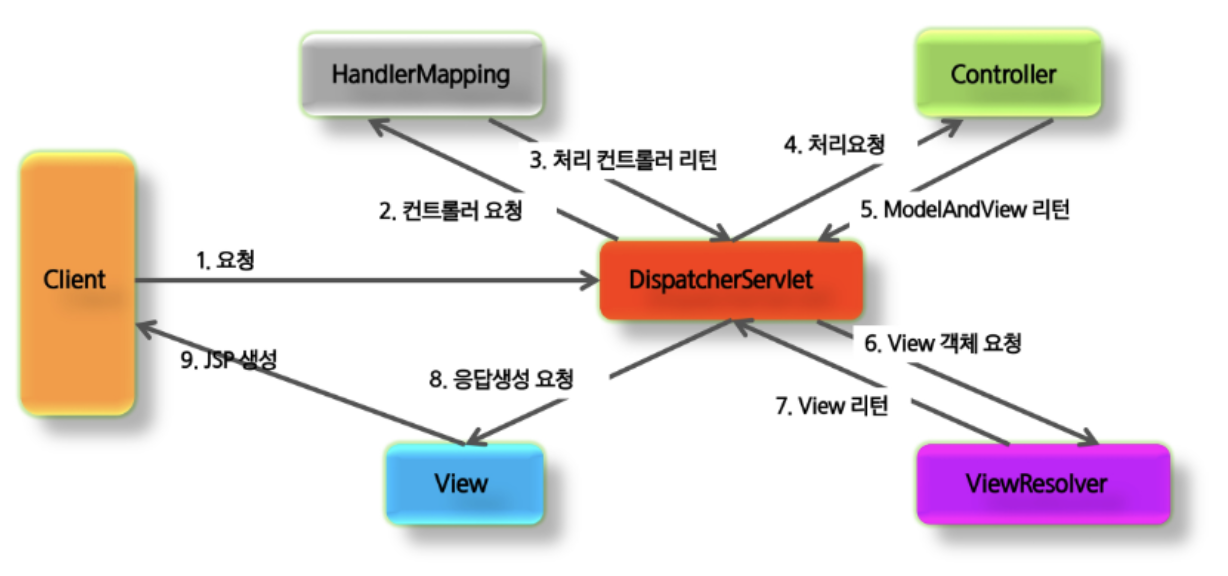 HandlerMapping
Controller
4. 처리요청
3. 처리 컨트롤러 리턴
2. 컨트롤러 요청
5. ModelAndView 리턴
1. 요청
Client
DispatcherServlet
6. View 객체 요청
9. JSP 생성
8. 응답생성 요청
7. View 리턴
View
ViewResolver